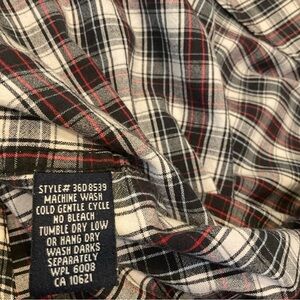 STYLE# 36D8539
MACHINE WASH
COLD GENTLE CYCLE
NO BLEACH
TUMBLE DRY LOW
OR HANG DRY
WASH DARKS
SEPARATELY
WPL 6008
CA 10621